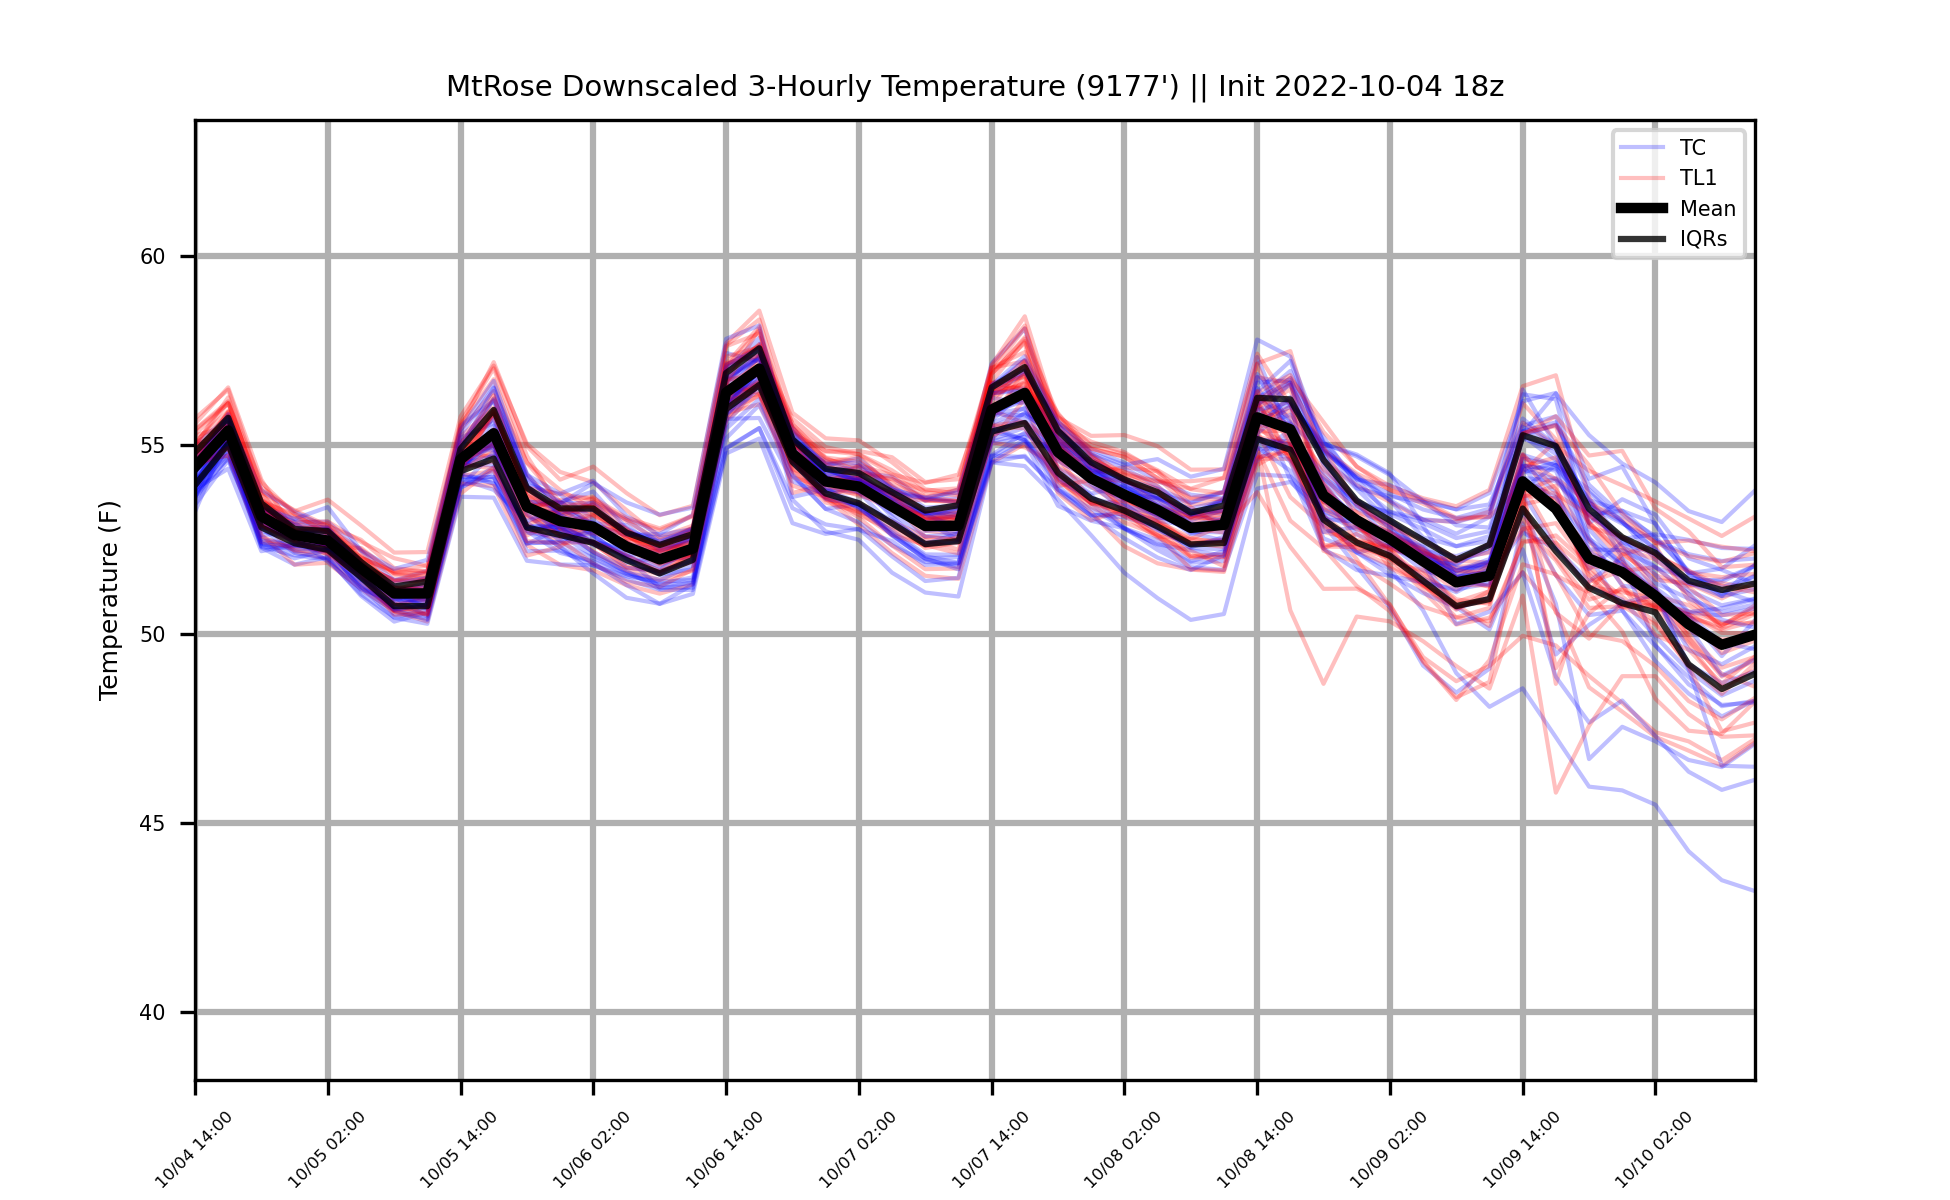 MtRose Downscaled 3-Hourly Temperature (9177') || Init 2022-10-04 18z
TC
TL1
Mean
IQRs
Temperature (F)
60
55
50
45
40
10/04 14:00
10/05 02:00
10/05 14:00
10/06 02:00
10/06 14:00
10/07 02:00
10/07 14:00
10/08 02:00
10/08 14:00
10/09 02:00
10/09 14:00
10/10 02:00